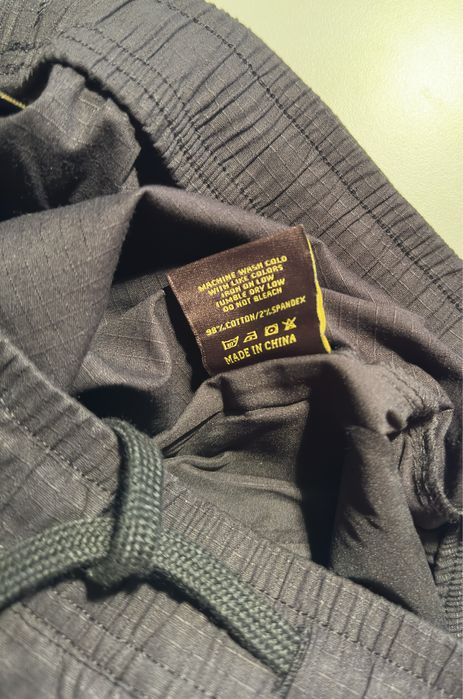 MACHINE WASH COLD
WITH LIKE COLORS
IRON ON LOW
TUMBLE DRY LOW
DO NOT BLEACH
98%COTTON/2%SPANDEX
MADE IN CHINA